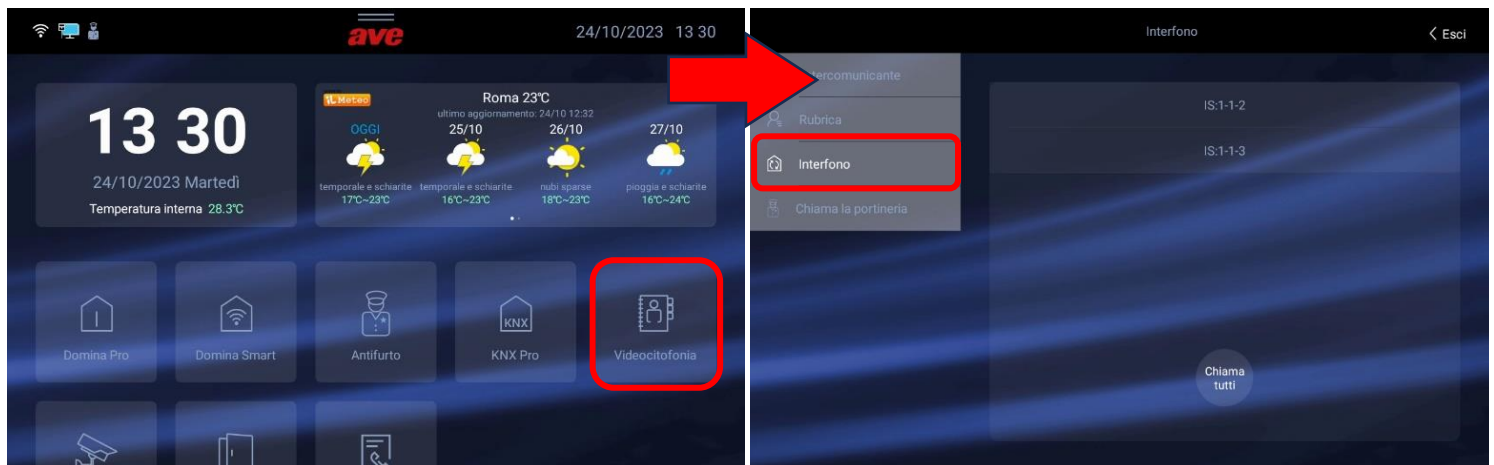 ave
24/10/2023 13 30
13 30
24/10/2023 Martedì
Temperatura interna 28.3°C
IL Meteo
Roma 23°C
ultimo aggiornamento: 24/10 12:32
OGGI 25/10 26/10 27/10
temporale e schiarite temporale e schiarite nubi sparse pioggia e schiarite
17°C~23°C 16°C~23°C 18°C~23°C 16°C~24°C
KNX
Domina Pro Domina Smart Antifurto KNX Pro Videocitofonia
Interfono
Esci
tercomunicante
Rubrica
Interfono
Chiama la portineria
IS:1-1-2
IS:1-1-3
Chiama
tutti